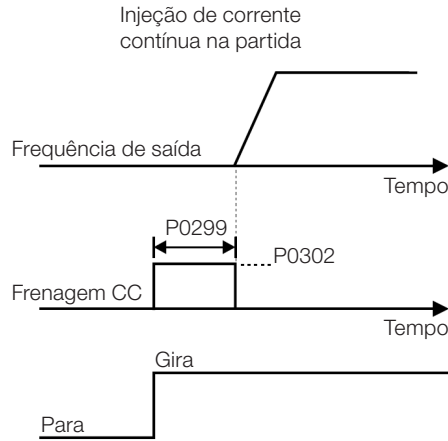 Injeção de corrente
contínua na partida
Frequência de saída
Tempo
P0299
P0302
Frenagem CC
Tempo
Gira
Para